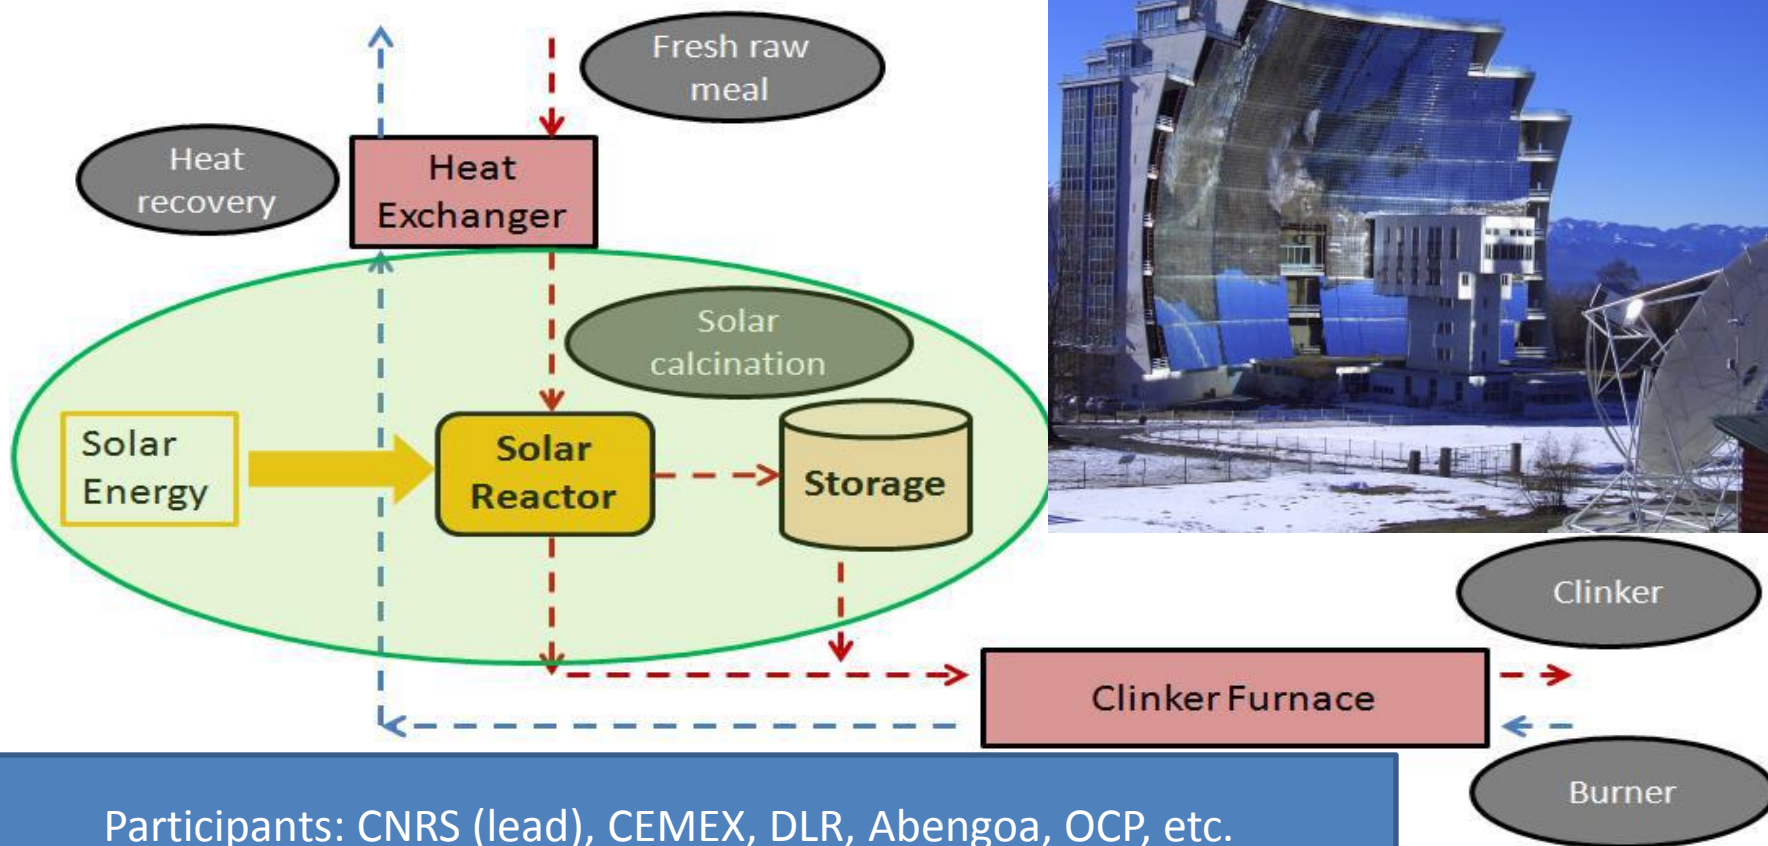 Fresh raw
meal
Heat
recovery
Heat
Exchanger
Solar
calcination
Solar
Energy
Solar
Reactor
Storage
Clinker
Clinker Furnace
Burner
Participants: CNRS (lead), CEMEX, DLR, Abengoa, OCP, etc.